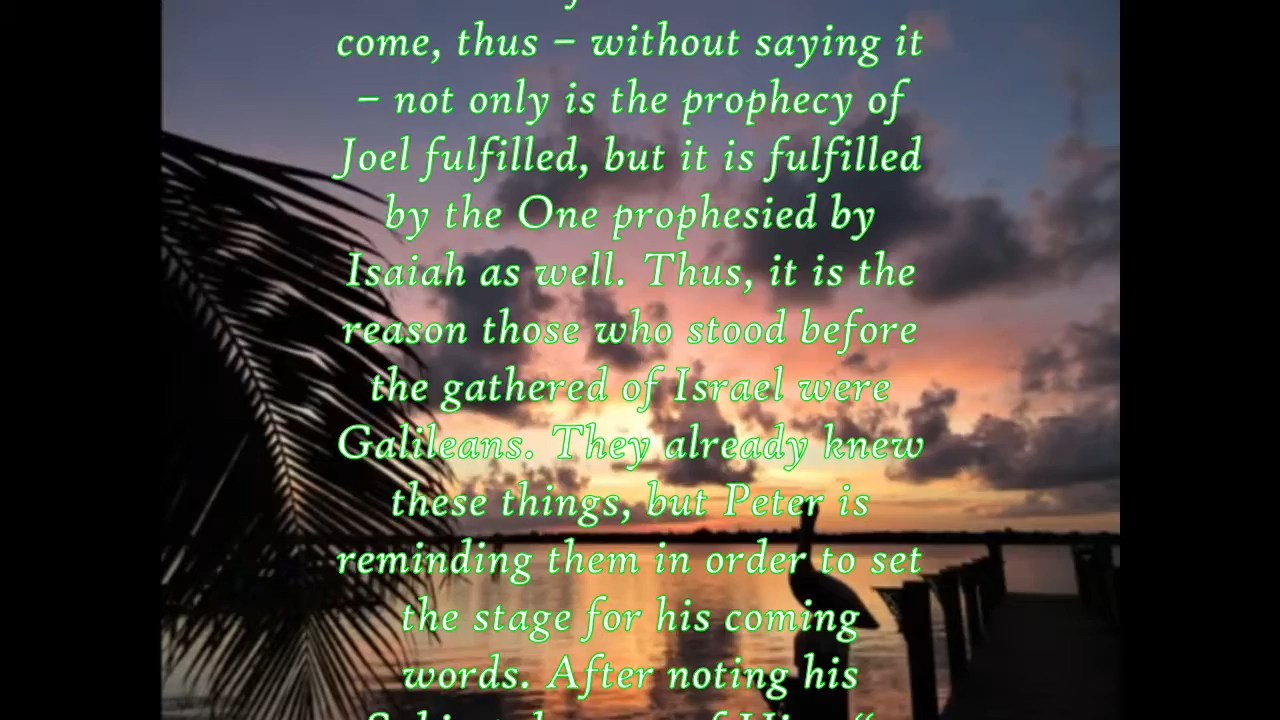 come, thus – without saying it
– not only is the prophecy of
Joel fulfilled, but it is fulfilled
by the One prophesied by
Isaiah as well. Thus, it is the
reason those who stood before
the gathered of Israel were
Galileans. They already knew
these things, but Peter is
reminding them in order to set
the stage for his coming
words. After noting his